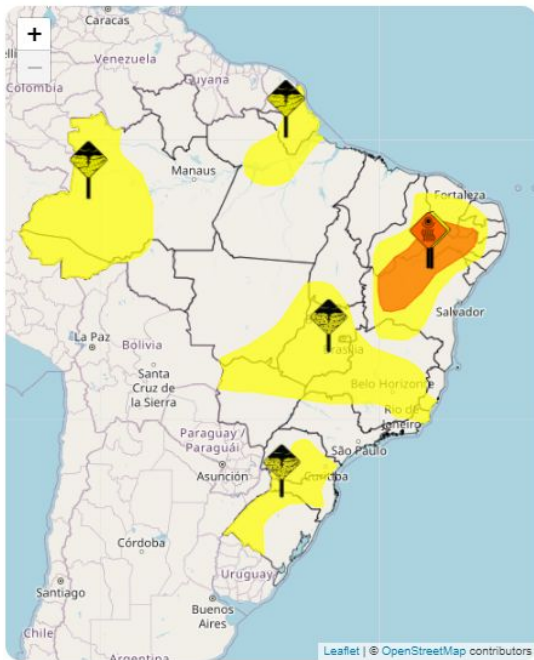 Caracas
+
−
Venezuela
Guyana
Colombia
Manaus
Fortaleza
Salvador
La Paz
Bolivia
Santa
Cruz de
la Sierra
Brasília
Belo Horizonte
Rio de
Janeiro
São Paulo
Paraguay /
Paraguái
Asunción
Curitiba
Córdoba
Uruguay
Santiago
Buenos
Aires
Chile
Argentina
Leaflet | © OpenStreetMap contributors